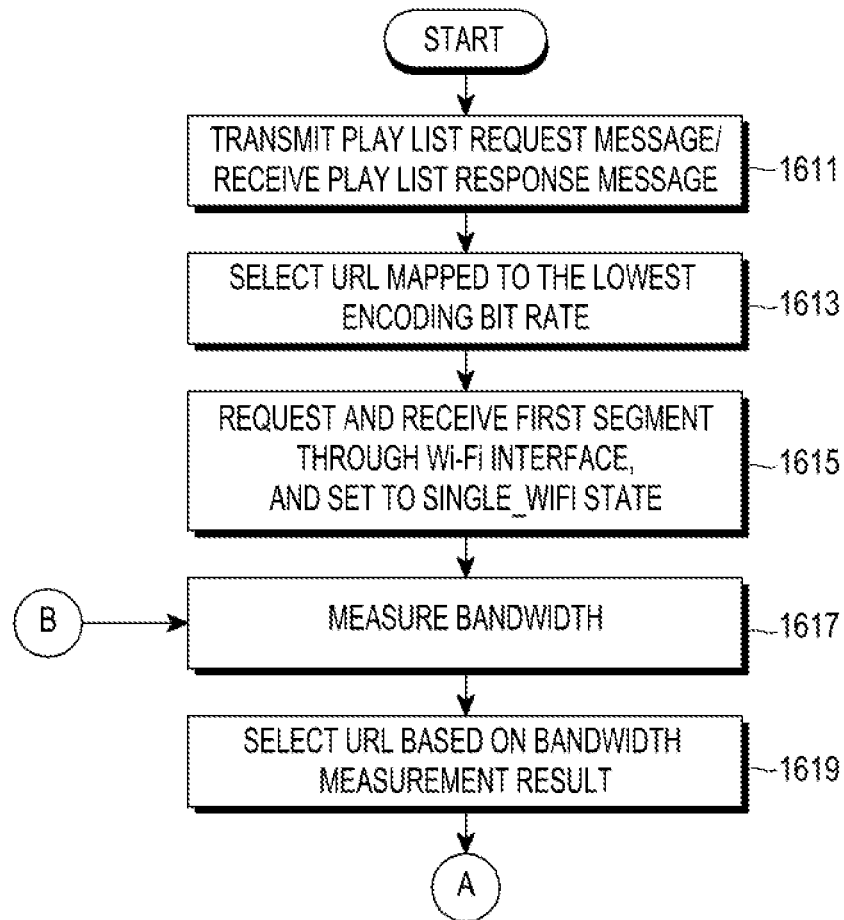 START
TRANSMIT PLAY LIST REQUEST MESSAGE/
RECEIVE PLAY LIST RESPONSE MESSAGE
1611
SELECT URL MAPPED TO THE LOWEST
ENCODING BIT RATE
1613
REQUEST AND RECEIVE FIRST SEGMENT
THROUGH Wi-Fi INTERFACE,
AND SET TO SINGLE_WIFI STATE
1615
B
MEASURE BANDWIDTH
1617
SELECT URL BASED ON BANDWIDTH
MEASUREMENT RESULT
1619
A